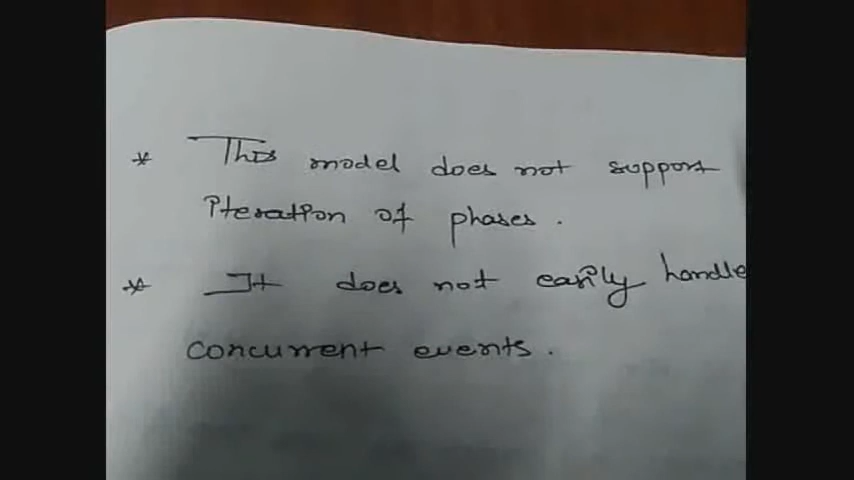 * This model does not support
iteration of phases.
* It does not easily handle
concurrent events.